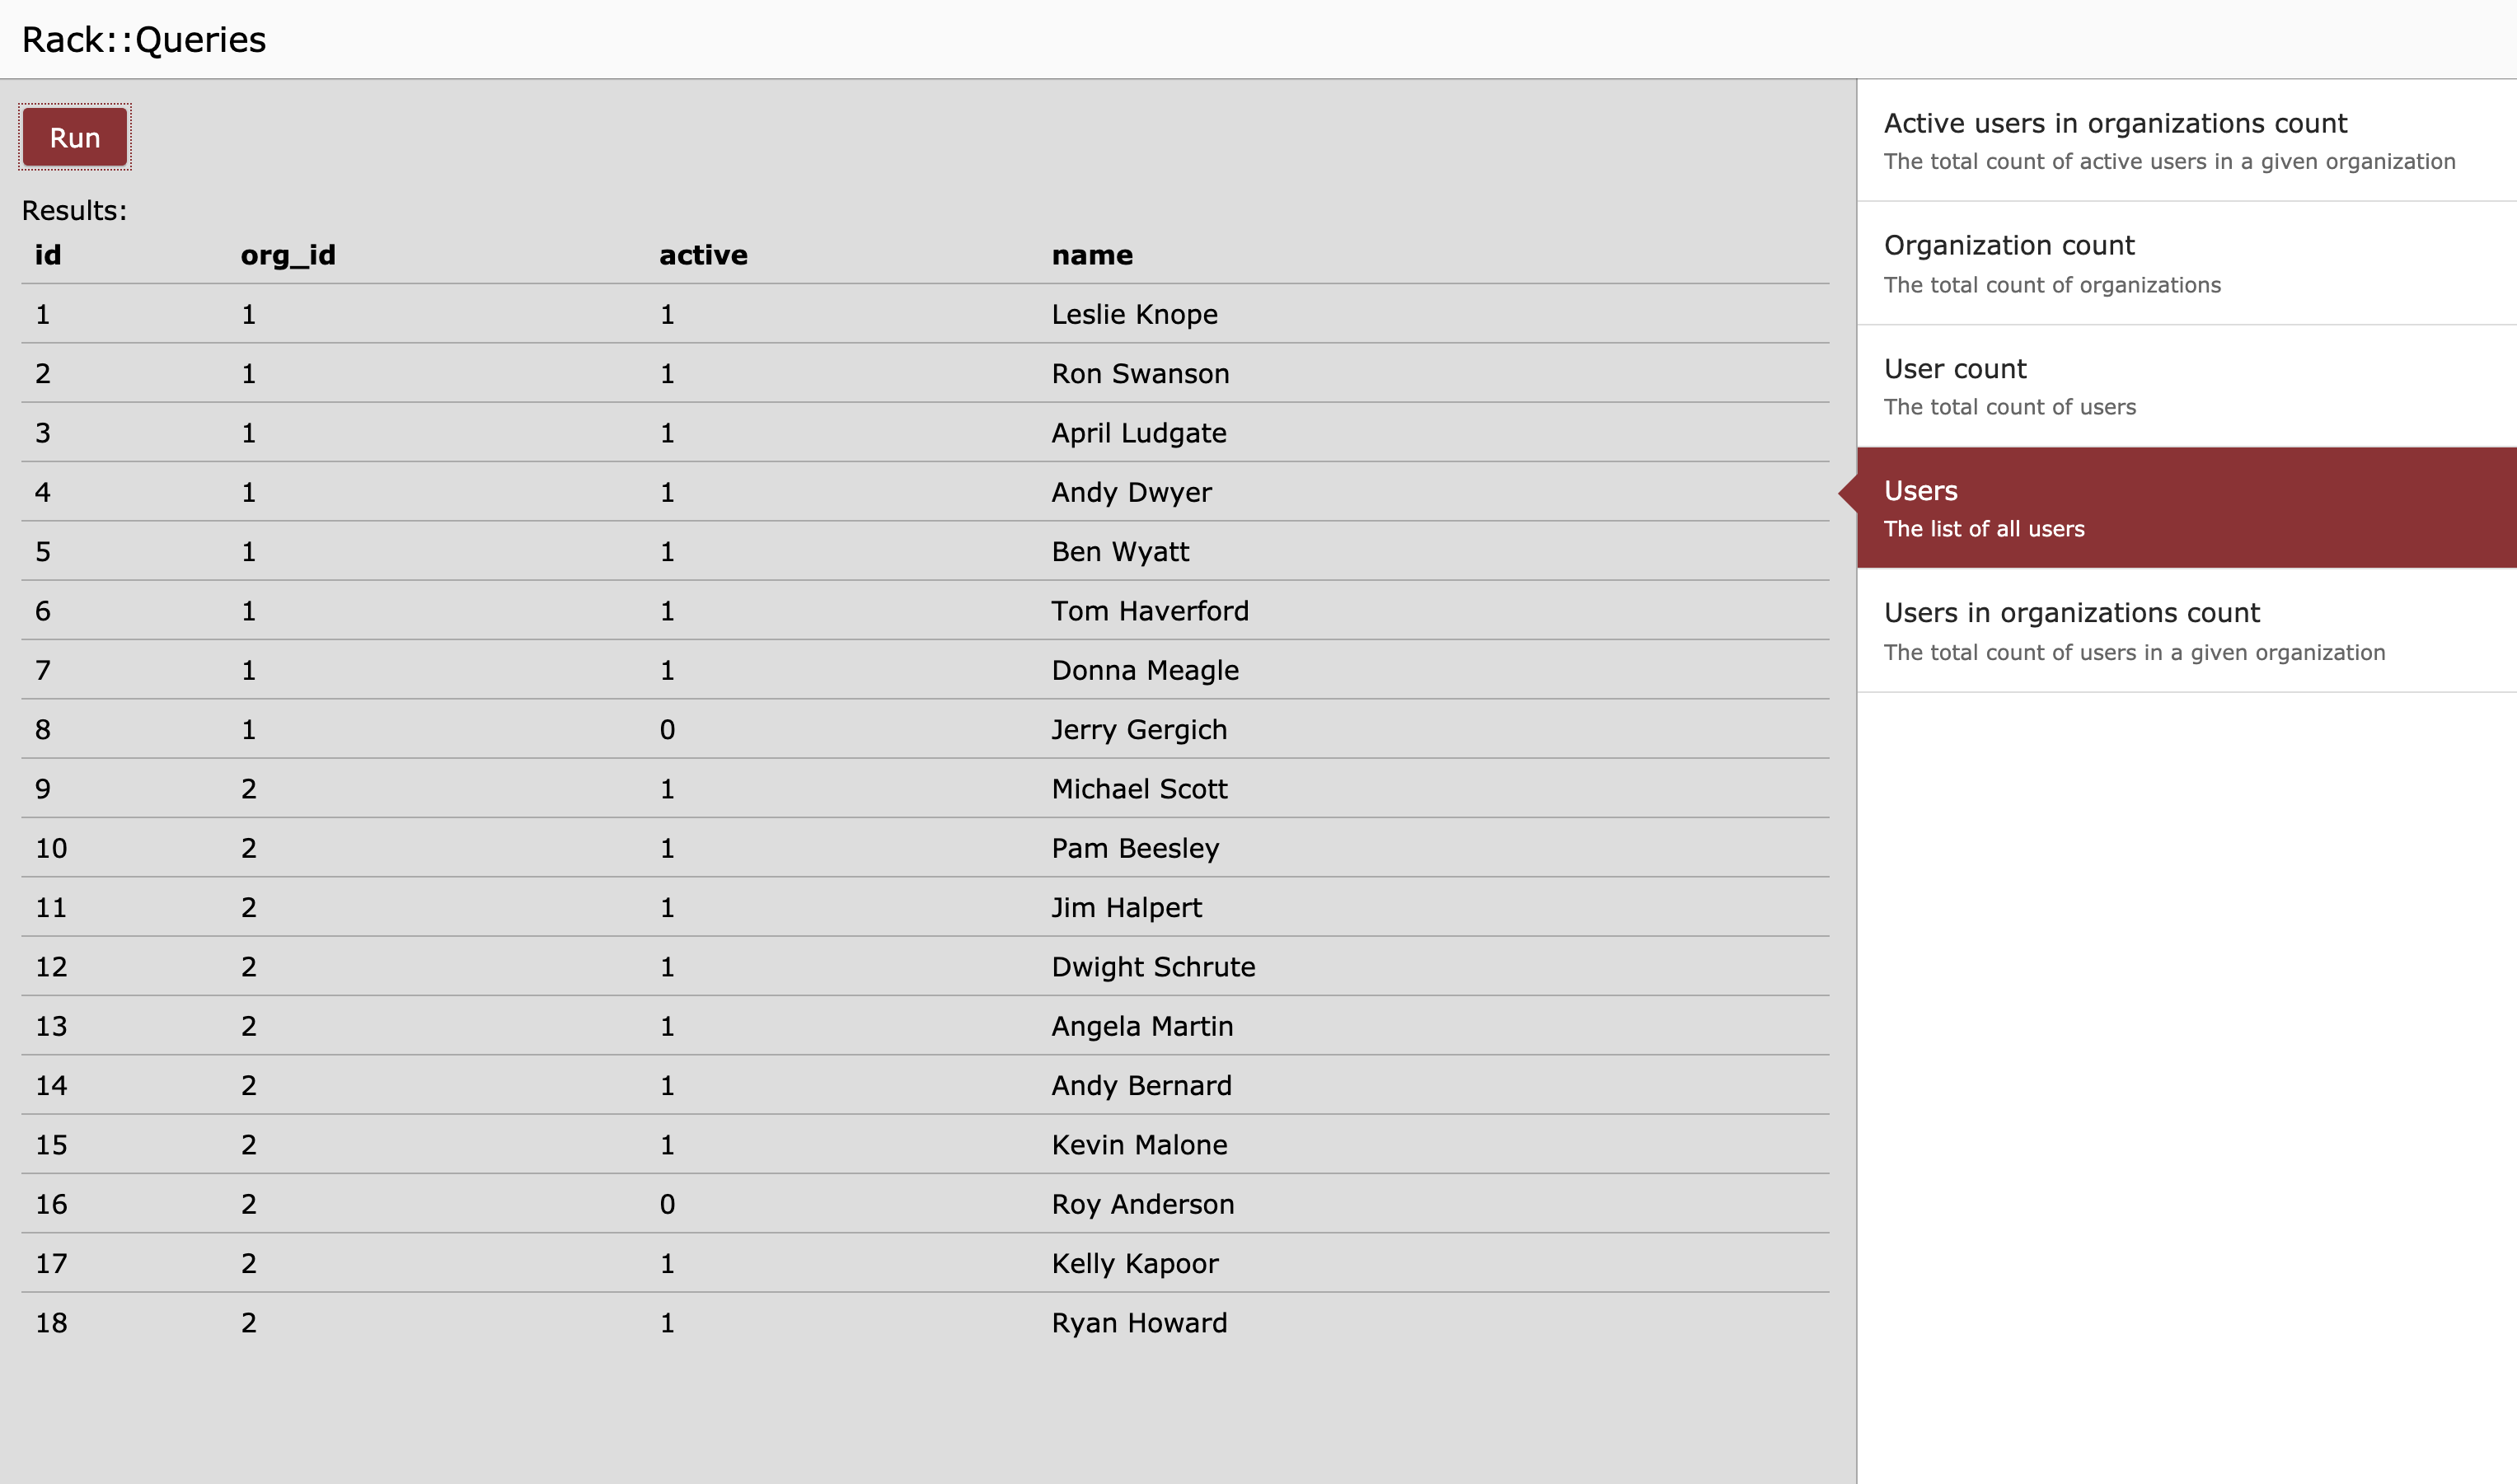 Rack::Queries
Run
Results:
id org_id active name
1 1 1 Leslie Knope
2 1 1 Ron Swanson
3 1 1 April Ludgate
4 1 1 Andy Dwyer
5 1 1 Ben Wyatt
6 1 1 Tom Haverford
7 1 1 Donna Meagle
8 1 0 Jerry Gergich
9 2 1 Michael Scott
10 2 1 Pam Beesley
11 2 1 Jim Halpert
12 2 1 Dwight Schrute
13 2 1 Angela Martin
14 2 1 Andy Bernard
15 2 1 Kevin Malone
16 2 0 Roy Anderson
17 2 1 Kelly Kapoor
18 2 1 Ryan Howard
Active users in organizations count
The total count of active users in a given organization
Organization count
The total count of organizations
User count
The total count of users
Users
The list of all users
Users in organizations count
The total count of users in a given organization